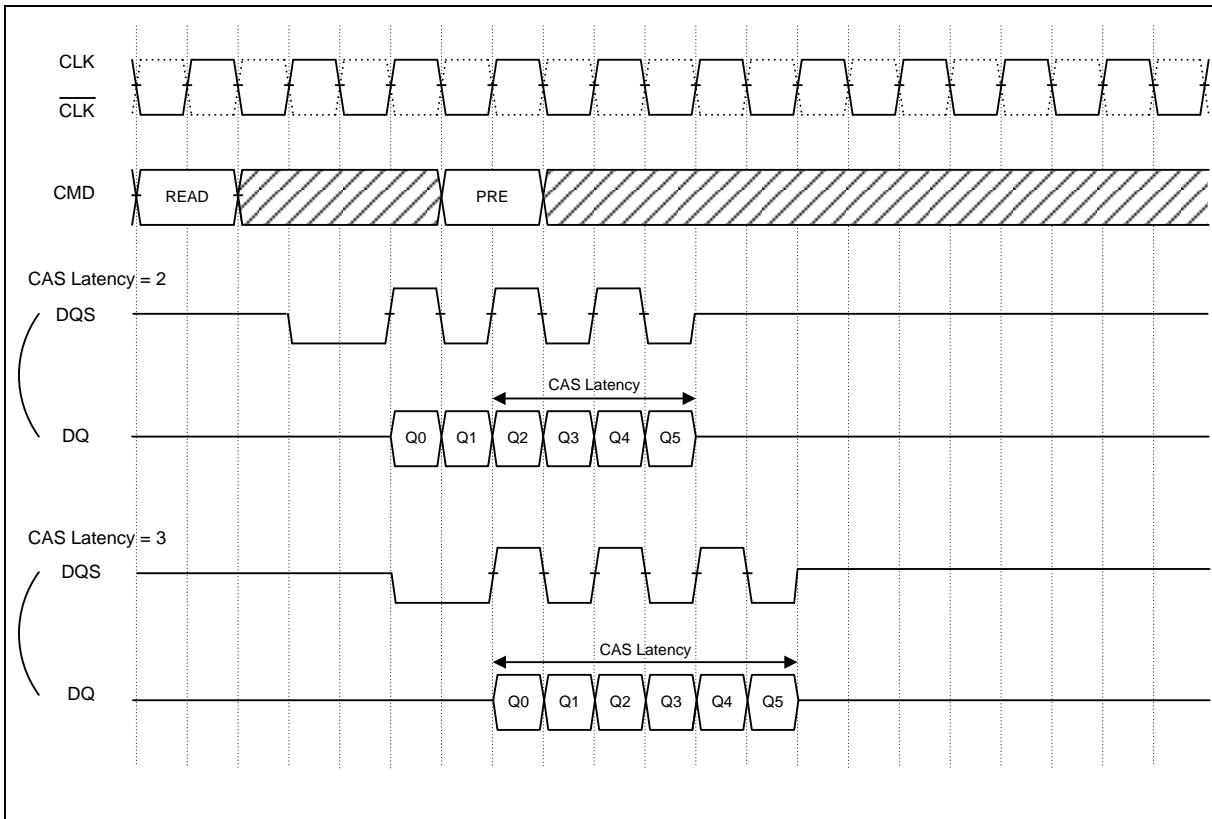 CLK
CLK
CMD
READ
PRE
CAS Latency = 2
DQS
CAS Latency
DQ
Q0 Q1 Q2 Q3 Q4 Q5
CAS Latency = 3
DQS
CAS Latency
DQ
Q0 Q1 Q2 Q3 Q4 Q5